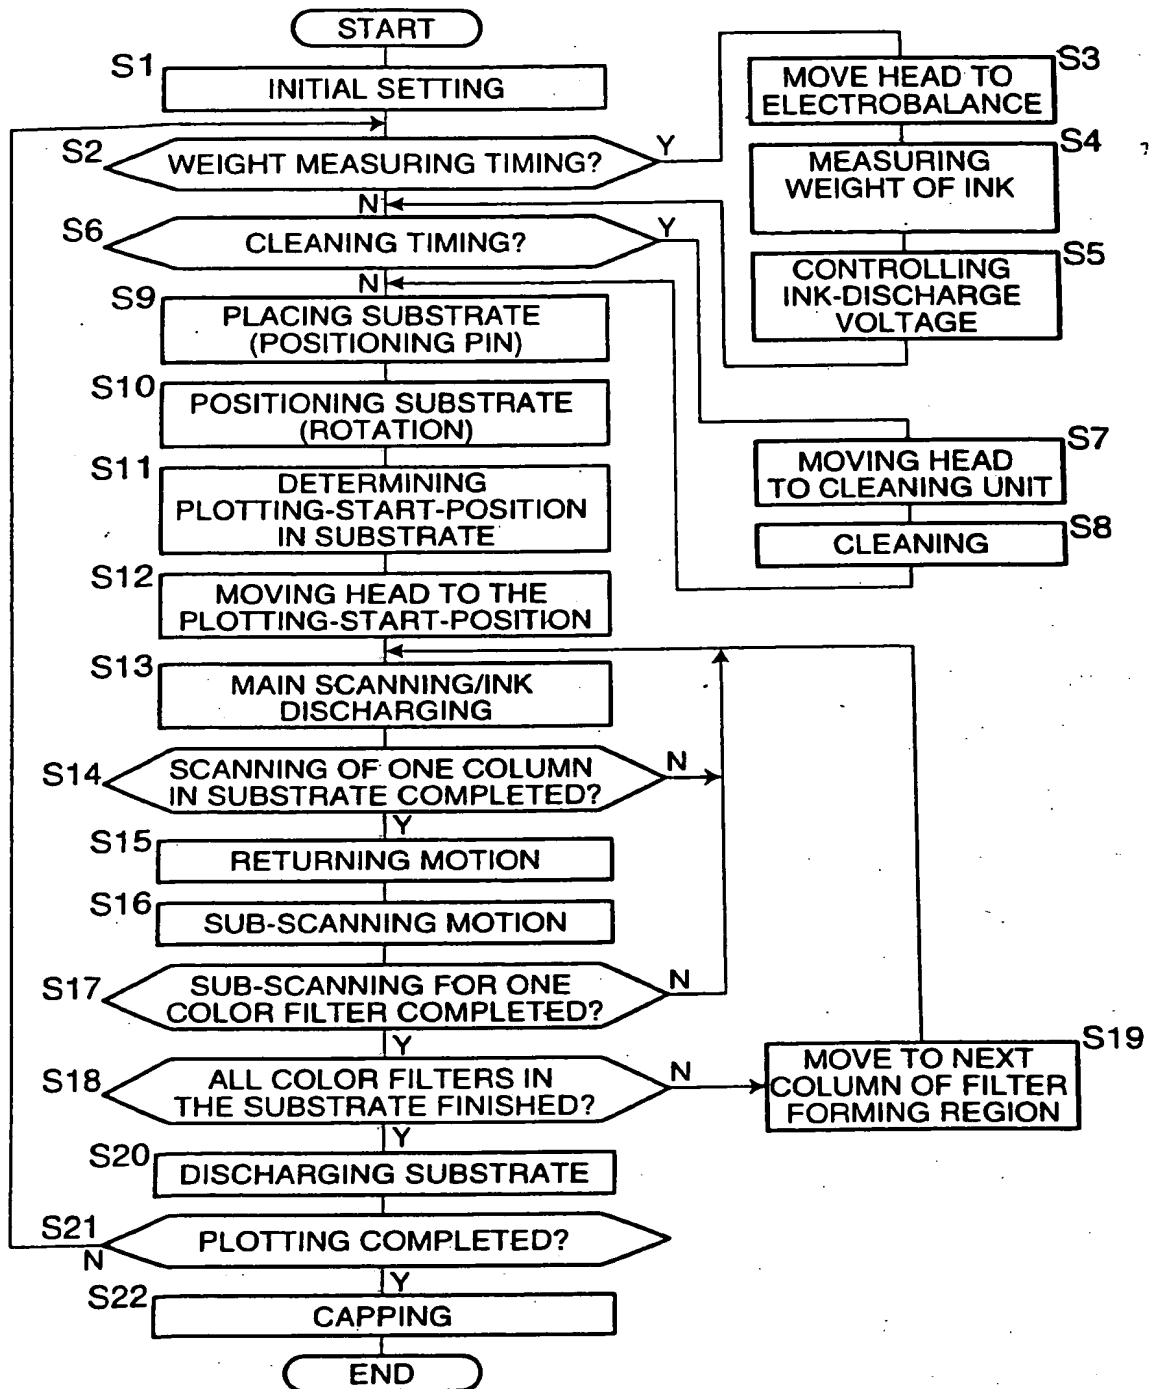 START
S1
INITIAL SETTING
S2
WEIGHT MEASURING TIMING?
Y
N
S3
MOVE HEAD TO
ELECTROBALANCE
S4
MEASURING
WEIGHT OF INK
S5
CONTROLLING
INK-DISCHARGE
VOLTAGE
S6
CLEANING TIMING?
Y
N
S7
MOVING HEAD
TO CLEANING UNIT
S8
CLEANING
S9
PLACING SUBSTRATE
(POSITIONING PIN)
S10
POSITIONING SUBSTRATE
(ROTATION)
S11
DETERMINING
PLOTTING-START-POSITION
IN SUBSTRATE
S12
MOVING HEAD TO THE
PLOTTING-START-POSITION
S13
MAIN SCANNING/INK
DISCHARGING
S14
SCANNING OF ONE COLUMN
IN SUBSTRATE COMPLETED?
N
Y
S15
RETURNING MOTION
S16
SUB-SCANNING MOTION
S17
SUB-SCANNING FOR ONE
COLOR FILTER COMPLETED?
N
Y
S18
ALL COLOR FILTERS IN
THE SUBSTRATE FINISHED?
N
Y
S19
MOVE TO NEXT
COLUMN OF FILTER
FORMING REGION
S20
DISCHARGING SUBSTRATE
S21
PLOTTING COMPLETED?
N
Y
S22
CAPPING
END